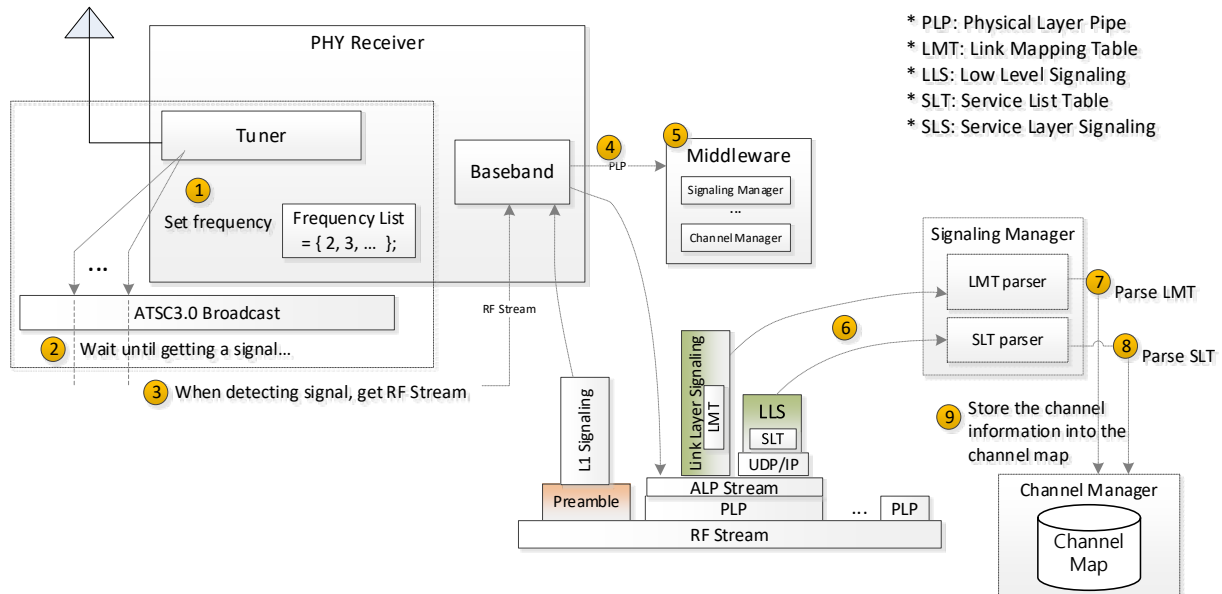 PHY Receiver
* PLP: Physical Layer Pipe
* LMT: Link Mapping Table
* LLS: Low Level Signaling
* SLT: Service List Table
* SLS: Service Layer Signaling
Tuner
1
Set frequency
Frequency List
= { 2, 3, ... };
Baseband
4
PLP
5
Middleware
Signaling Manager
...
Channel Manager
...
ATSC3.0 Broadcast
2 Wait until getting a signal...
3 When detecting signal, get RF Stream
RF Stream
Signaling Manager
LMT parser
7
Parse LMT
SLT parser
8
Parse SLT
6
L1 Signaling
Preamble
Link Layer Signaling
LMT
LLS
SLT
UDP/IP
ALP Stream
PLP
... PLP
RF Stream
9 Store the channel
information into the
channel map
Channel Manager
Channel
Map